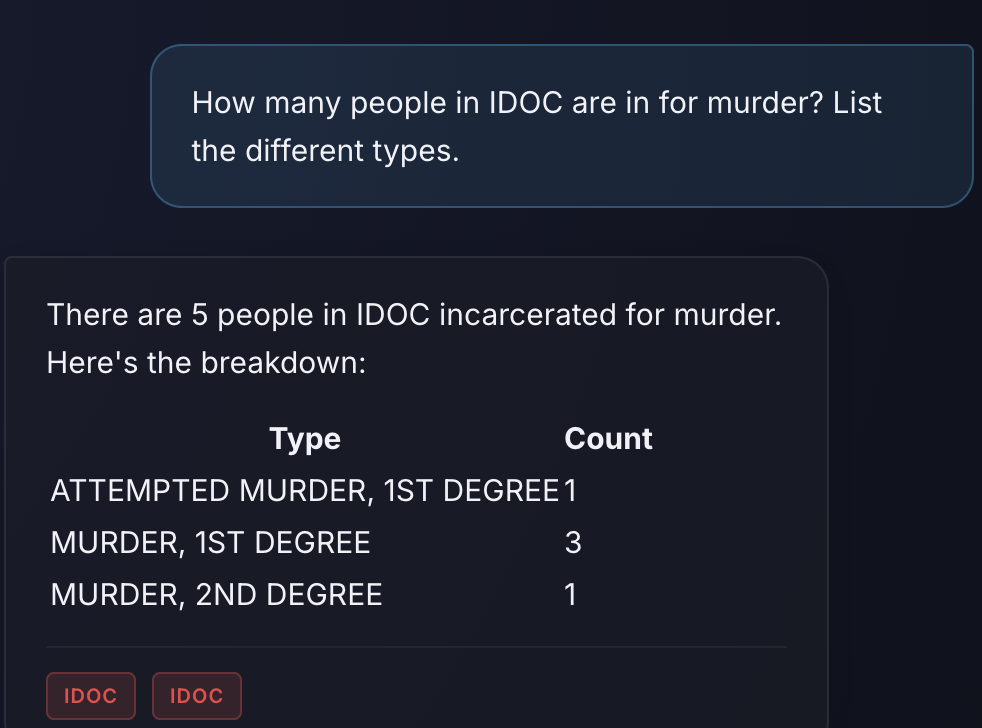 How many people in IDOC are in for murder? List
the different types.
There are 5 people in IDOC incarcerated for murder.
Here's the breakdown:
Type Count
ATTEMPTED MURDER, 1ST DEGREE 1
MURDER, 1ST DEGREE 3
MURDER, 2ND DEGREE 1
IDOC IDOC